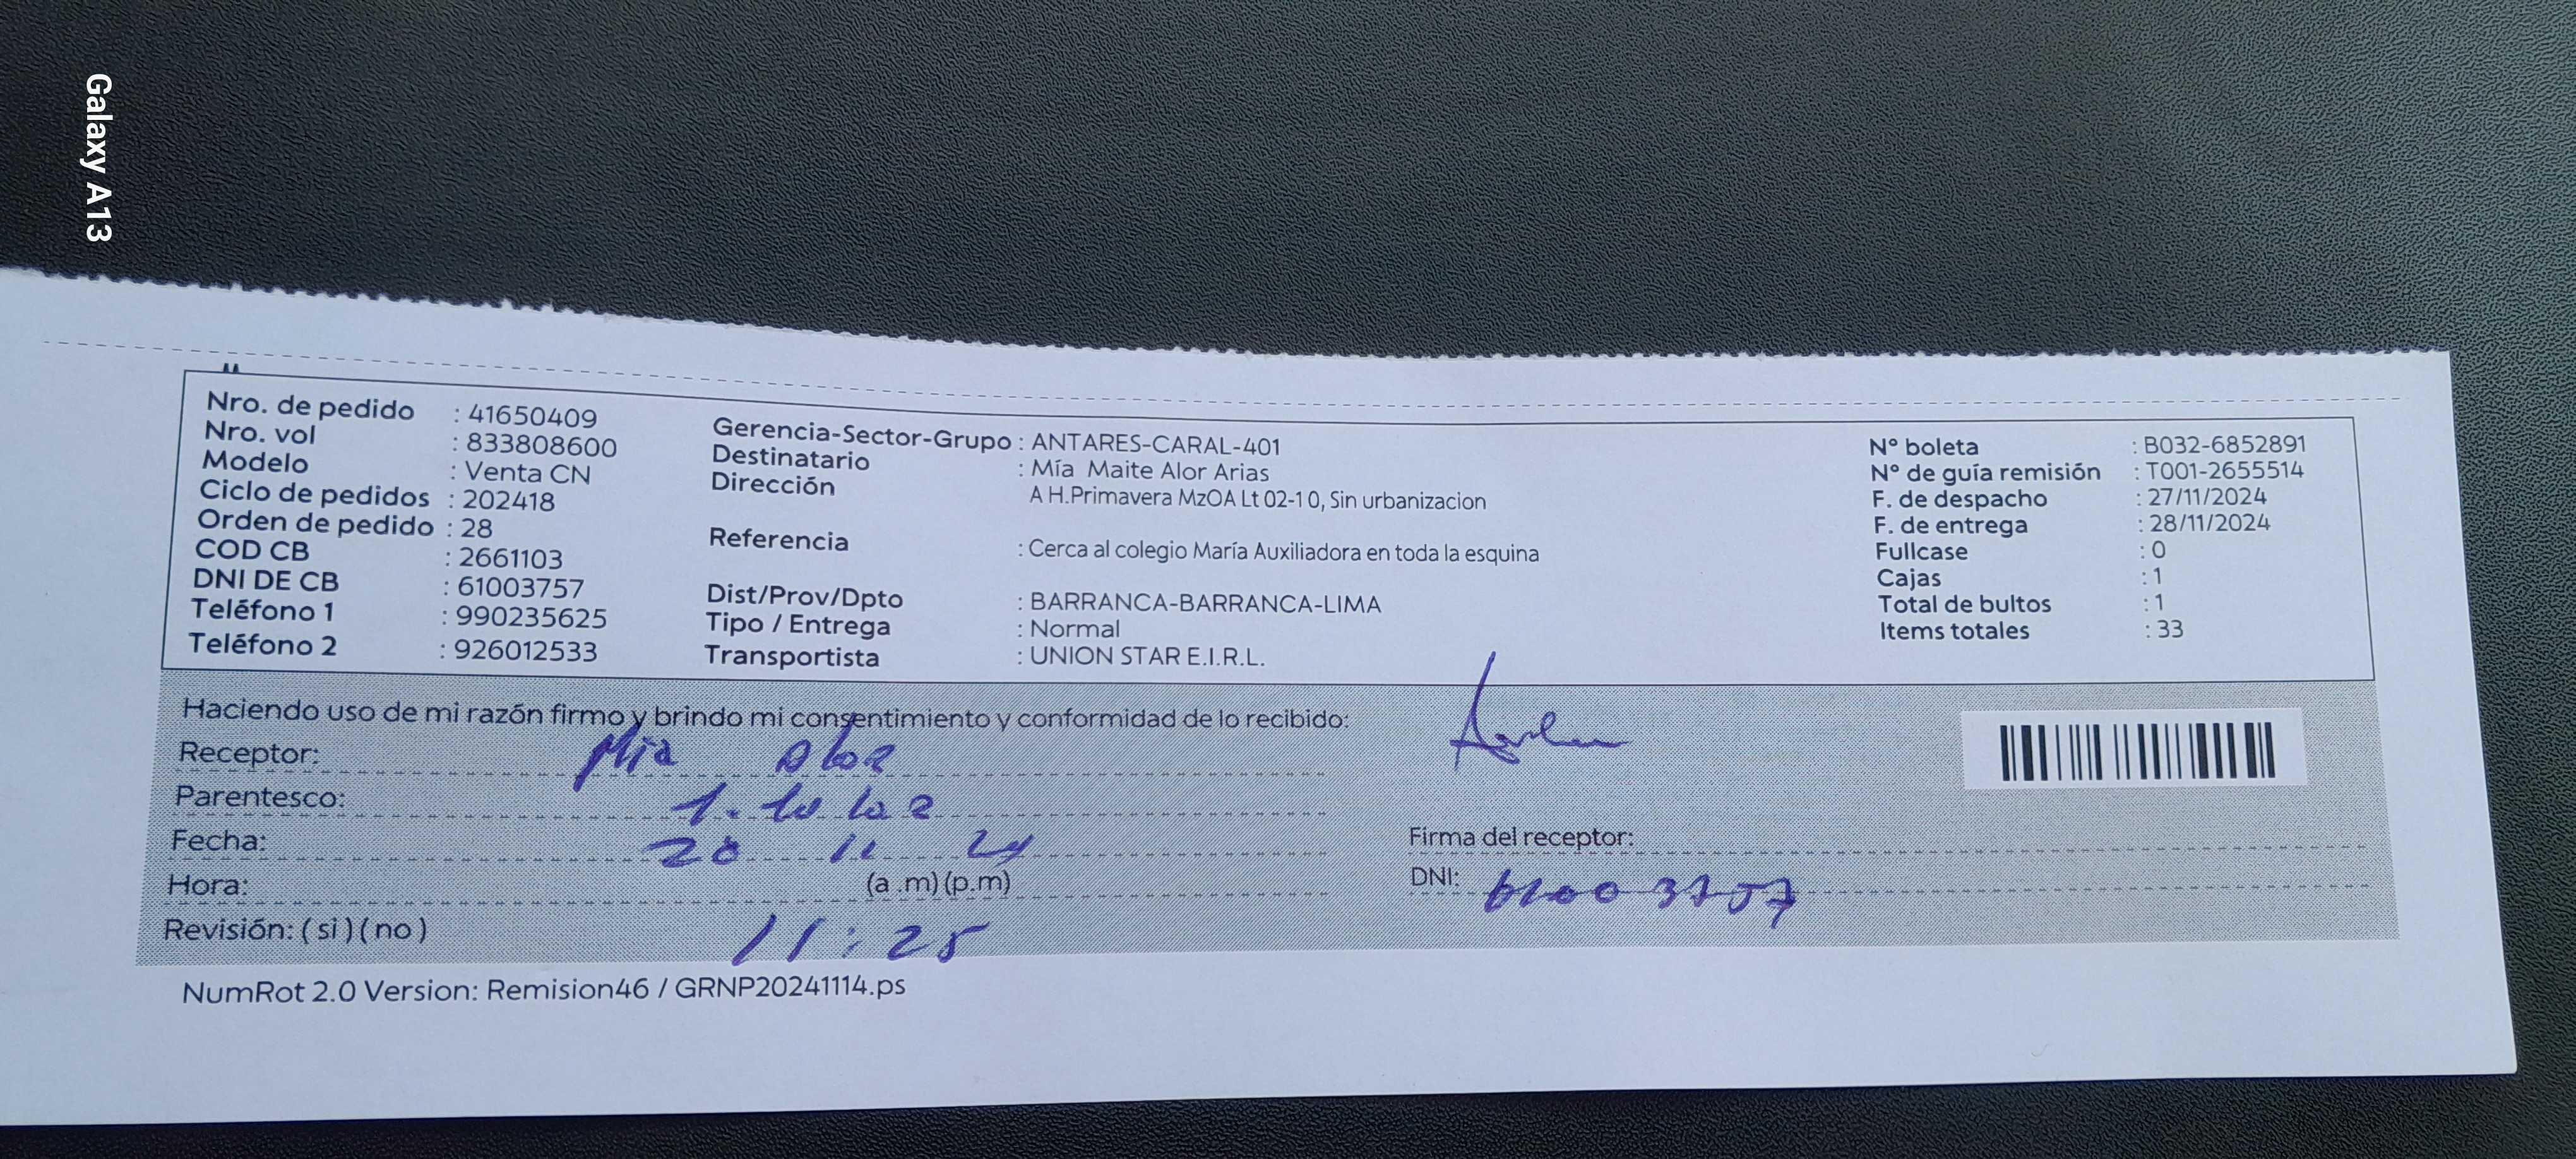 Galaxy A13
Nro. de pedido : 41650409
Nro. vol : 833808600
Modelo : Venta CN
Ciclo de pedidos : 202418
Orden de pedido : 28
COD CB : 2661103
DNI DE CB : 61003757
Teléfono 1 : 990235625
Teléfono 2 : 926012533
Gerencia-Sector-Grupo : ANTARES-CARAL-401
Destinatario : Mía Maite Alor Arias
Dirección A H.Primavera MzOA Lt 02-1 0, Sin urbanizacion
Referencia : Cerca al colegio María Auxiliadora en toda la esquina
Dist/Prov/Dpto : BARRANCA-BARRANCA-LIMA
Tipo / Entrega : Normal
Transportista : UNION STAR E.I.R.L.
N° boleta : B032-6852891
N° de guía remisión : T001-2655514
F. de despacho : 27/11/2024
F. de entrega : 28/11/2024
Fullcase : 0
Cajas : 1
Total de bultos : 1
Items totales : 33
Haciendo uso de mi razón firmo y brindo mi consentimiento y conformidad de lo recibido:
Receptor: Mia Alor
Parentesco:
Fecha: 28 11 24
Hora: (a .m) (p.m)
11:25
Revisión: ( si ) ( no )
Firma del receptor:
DNI: 61003757
NumRot 2.0 Version: Remision46 / GRNP20241114.ps